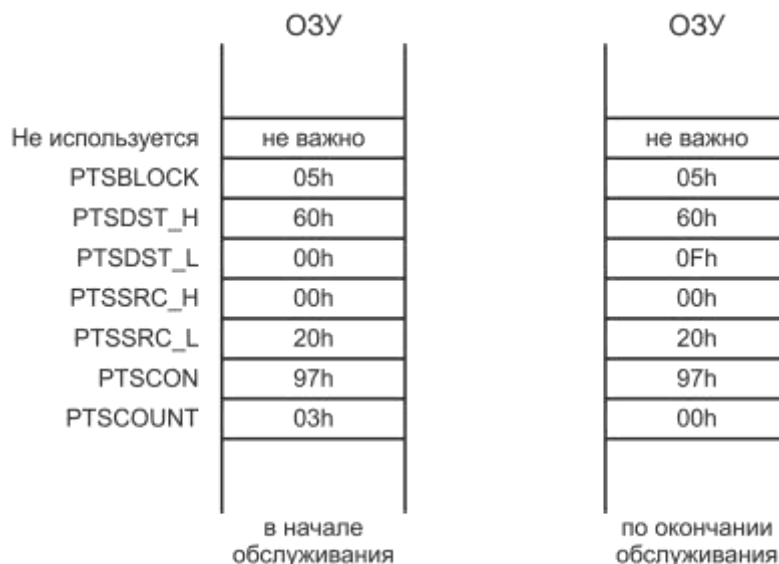 ОЗУ ОЗУ
Не используется не важно не важно
PTSBLOCK 05h 05h
PTSDST_H 60h 60h
PTSDST_L 00h 0Fh
PTSSRC_H 00h 00h
PTSSRC_L 20h 20h
PTSCON 97h 97h
PTSCOUNT 03h 00h
в начале по окончании
обслуживания обслуживания